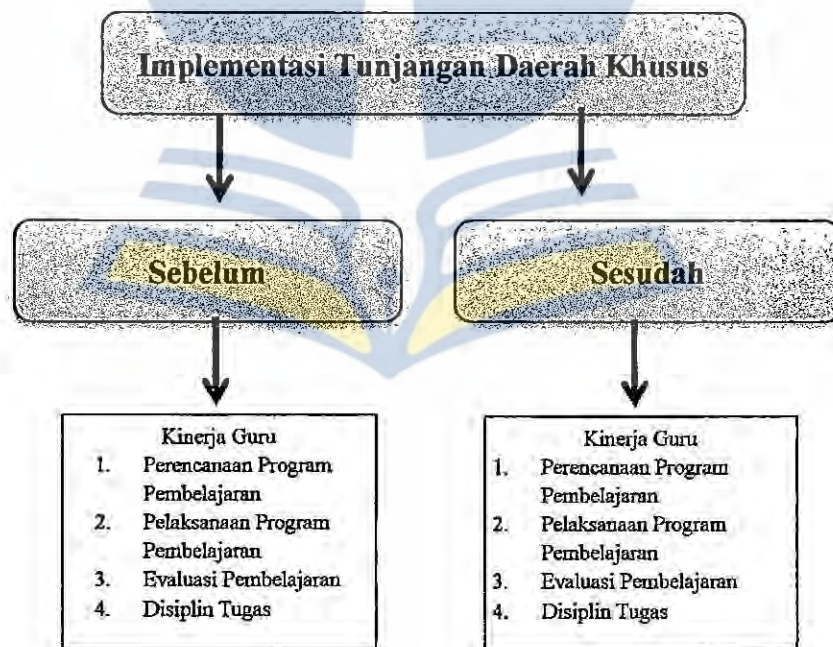 Implementasi Tunjangan Daerah Khusus
Sebelum
Sesudah
Kinerja Guru
1. Perencanaan Program
Pembelajaran
2. Pelaksanaan Program
Pembelajaran
3. Evaluasi Pembelajaran
4. Disiplin Tugas
Kinerja Guru
1. Perencanaan Program
Pembelajaran
2. Pelaksanaan Program
Pembelajaran
3. Evaluasi Pembelajaran
4. Disiplin Tugas